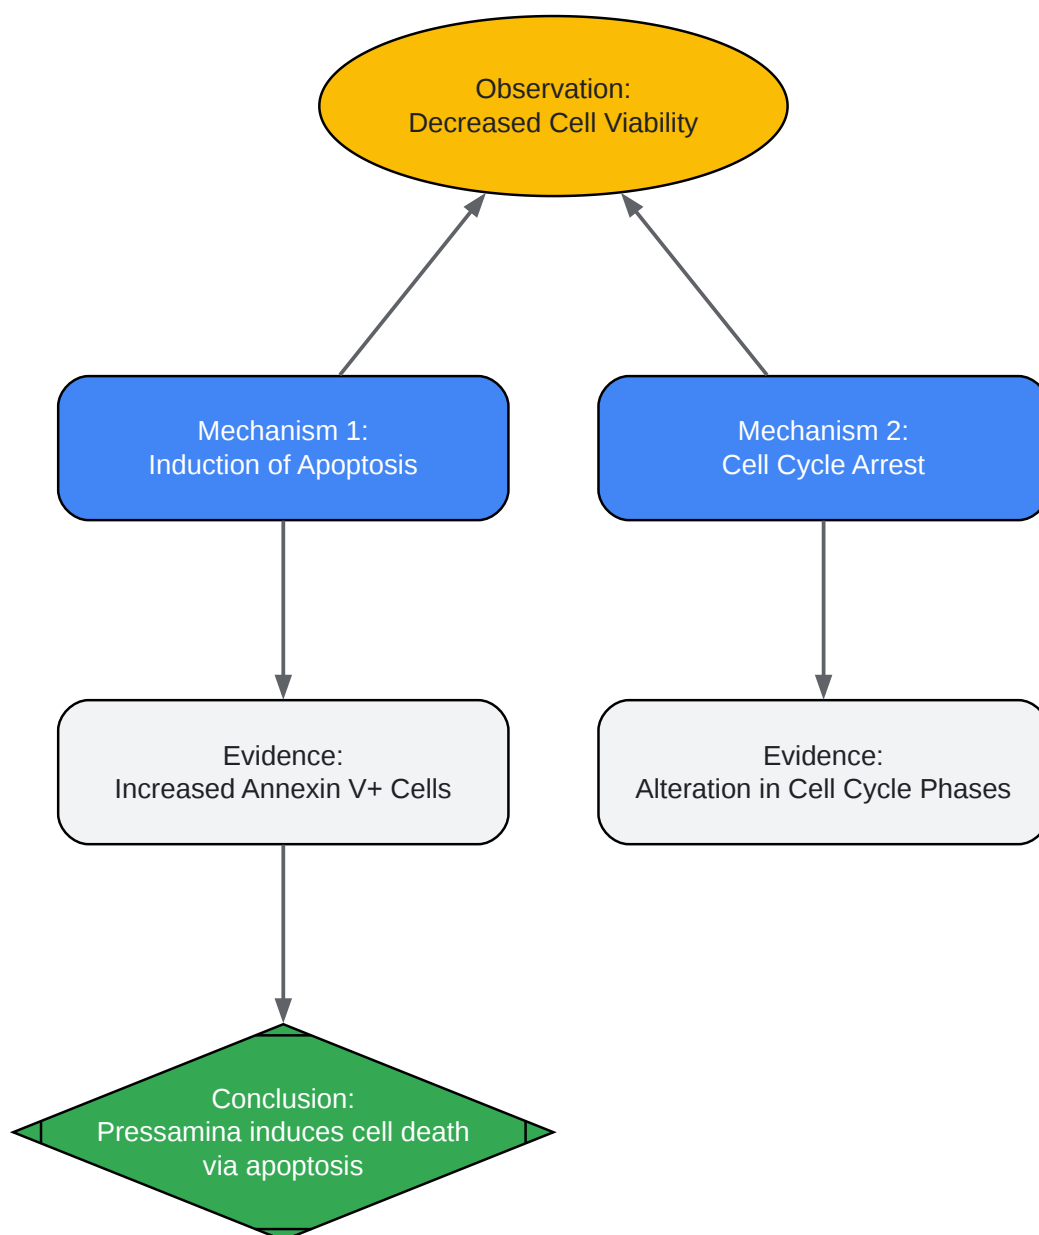 Observation:
Decreased Cell Viability
Mechanism 1:
Induction of Apoptosis
Mechanism 2:
Cell Cycle Arrest
Evidence:
Increased Annexin V+ Cells
Evidence:
Alteration in Cell Cycle Phases
Conclusion:
Pressamina induces cell death
via apoptosis